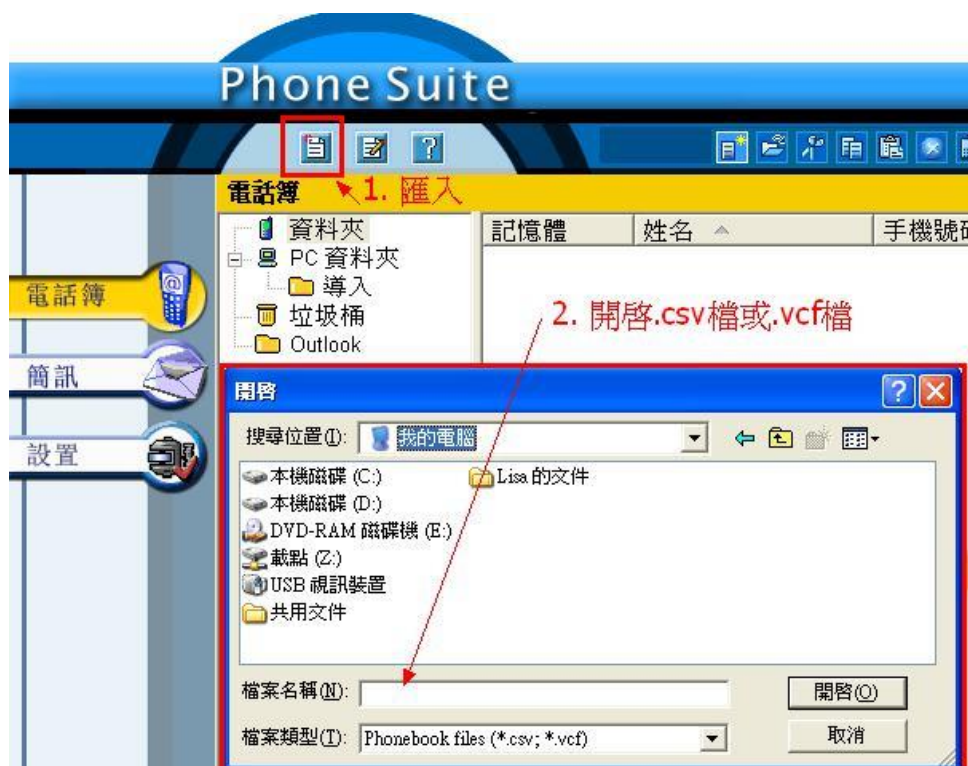 Phone Suite
電話簿
1. 匯入
資料夾
PC 資料夾
導入
垃圾桶
Outlook
記憶體 姓名 手機號碼
2. 開啓.csv檔或.vcf檔
電話簿
簡訊
設置
開啓
搜尋位置(I): 我的電腦
本機磁碟 (C:)
本機磁碟 (D:)
DVD-RAM 磁碟機 (E:)
載點 (Z:)
USB 視訊裝置
共用文件
Lisa 的文件
檔案名稱(N):
開啓(O)
檔案類型(T): Phonebook files (*.csv; *.vcf)
取消